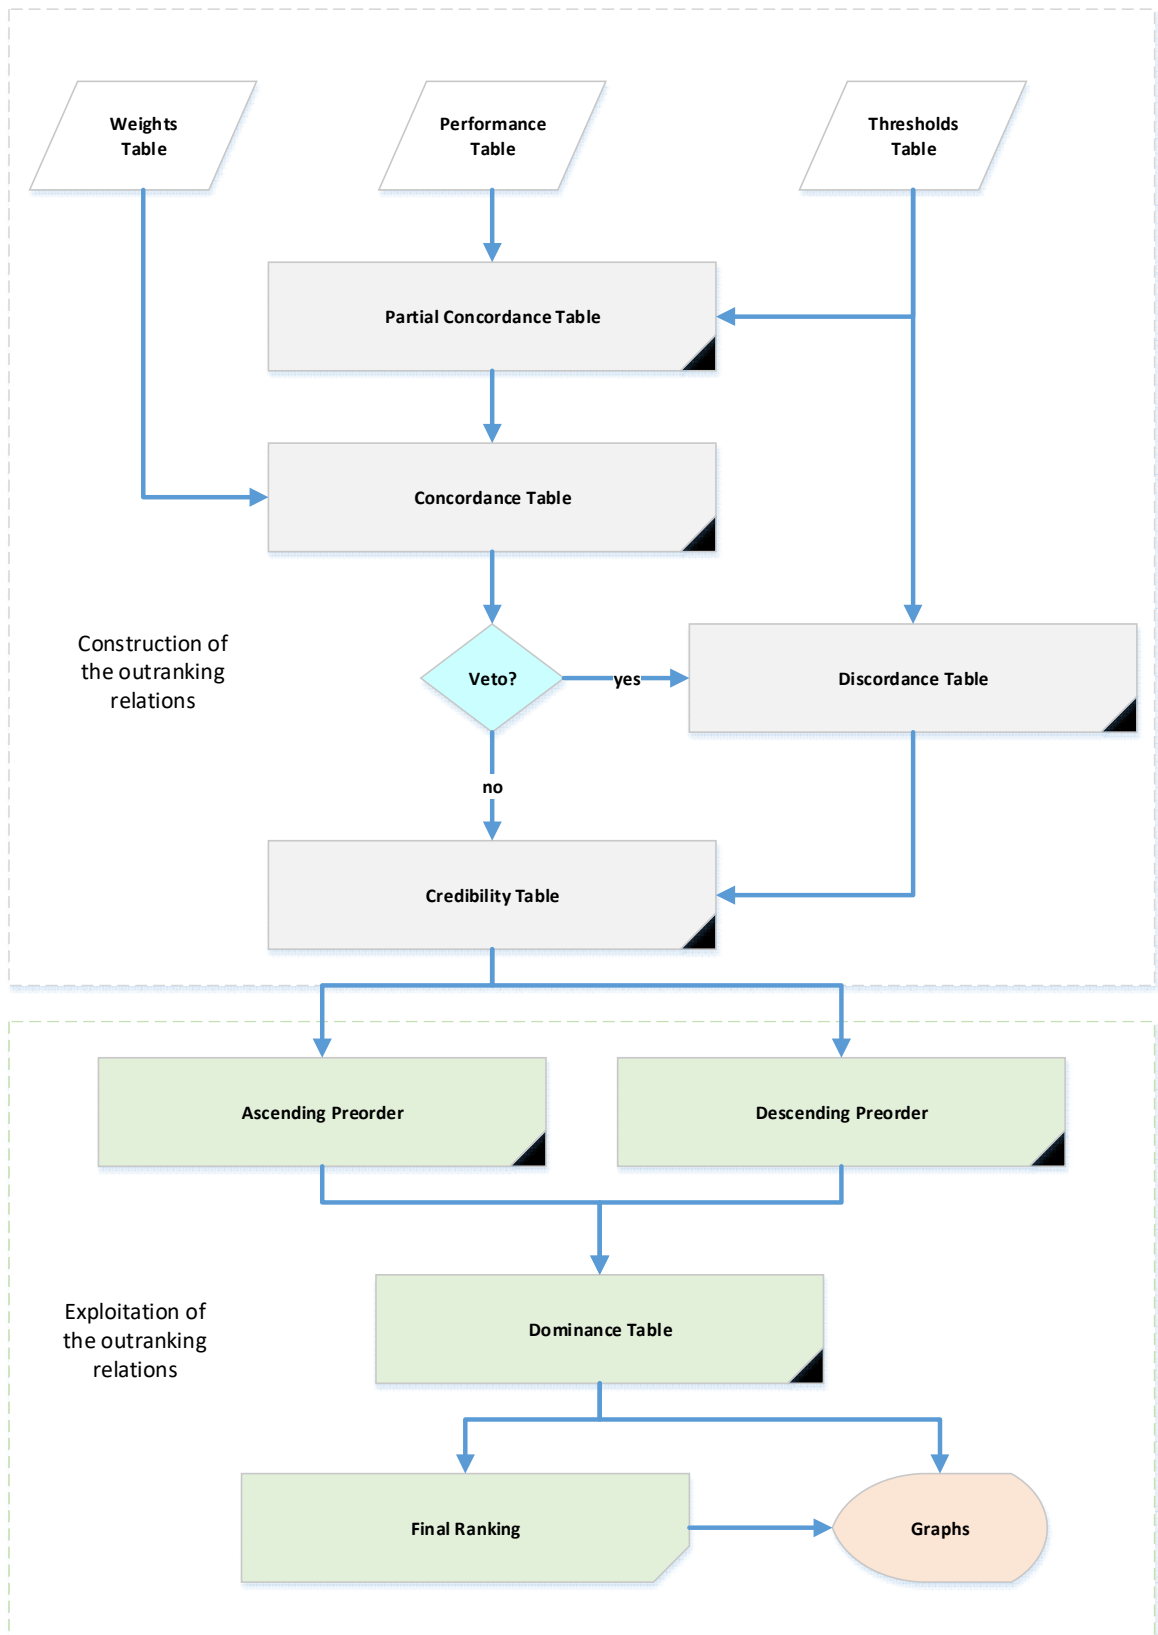 Weights
Table
Performance
Table
Thresholds
Table
Partial Concordance Table
Concordance Table
Construction of
the outranking
relations
Veto?
yes
Discordance Table
no
Credibility Table
Ascending Preorder
Descending Preorder
Exploitation of
the outranking
relations
Dominance Table
Final Ranking
Graphs